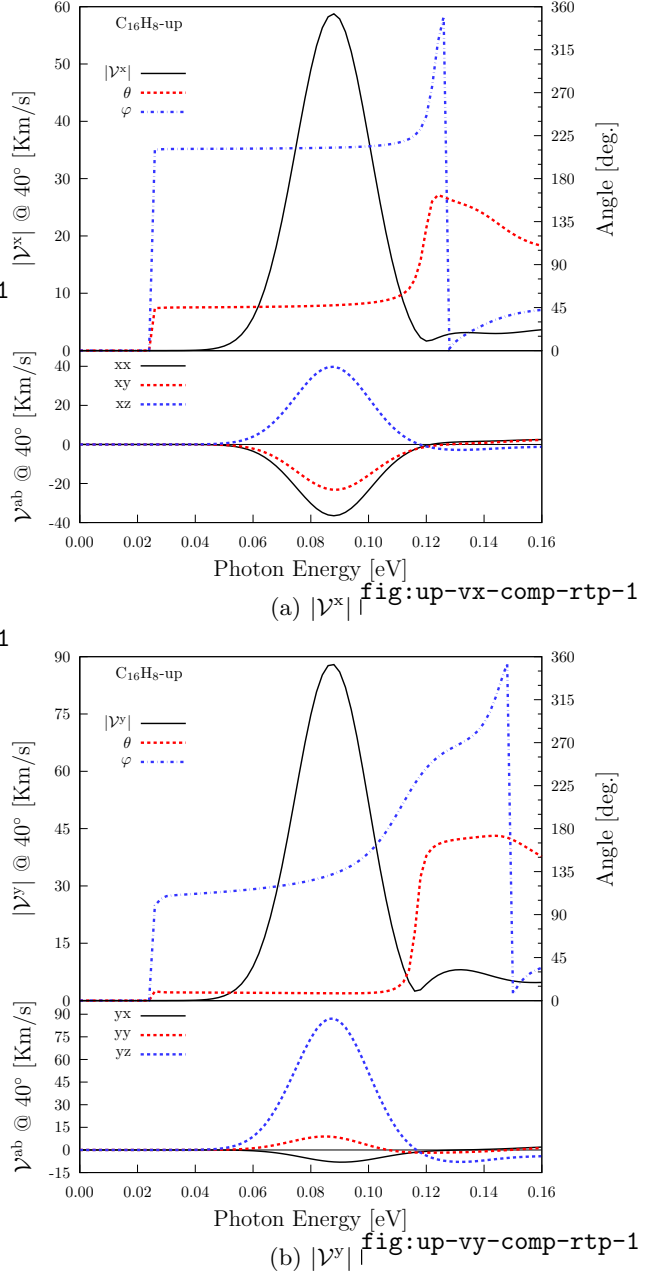 C₁₆H₈-up
|𝒱ˣ|
θ
φ
0
10
20
30
40
50
60
|𝒱ˣ| @ 40° [Km/s]
0
45
90
135
180
225
270
315
360
Angle [deg.]
1
xx
xy
xz
-40
-20
0
20
40
𝒱ᵃᵇ @ 40° [Km/s]
0.00 0.02 0.04 0.06 0.08 0.10 0.12 0.14 0.16
Photon Energy [eV]
(a) |𝒱ˣ| fig:up-vx-comp-rtp-1
1
C₁₆H₈-up
|𝒱ʸ|
θ
φ
0
15
30
45
60
75
90
|𝒱ʸ| @ 40° [Km/s]
0
45
90
135
180
225
270
315
360
Angle [deg.]
yx
yy
yz
-15
0
15
30
45
60
75
90
𝒱ᵃᵇ @ 40° [Km/s]
0.00 0.02 0.04 0.06 0.08 0.10 0.12 0.14 0.16
Photon Energy [eV]
(b) |𝒱ʸ| fig:up-vy-comp-rtp-1